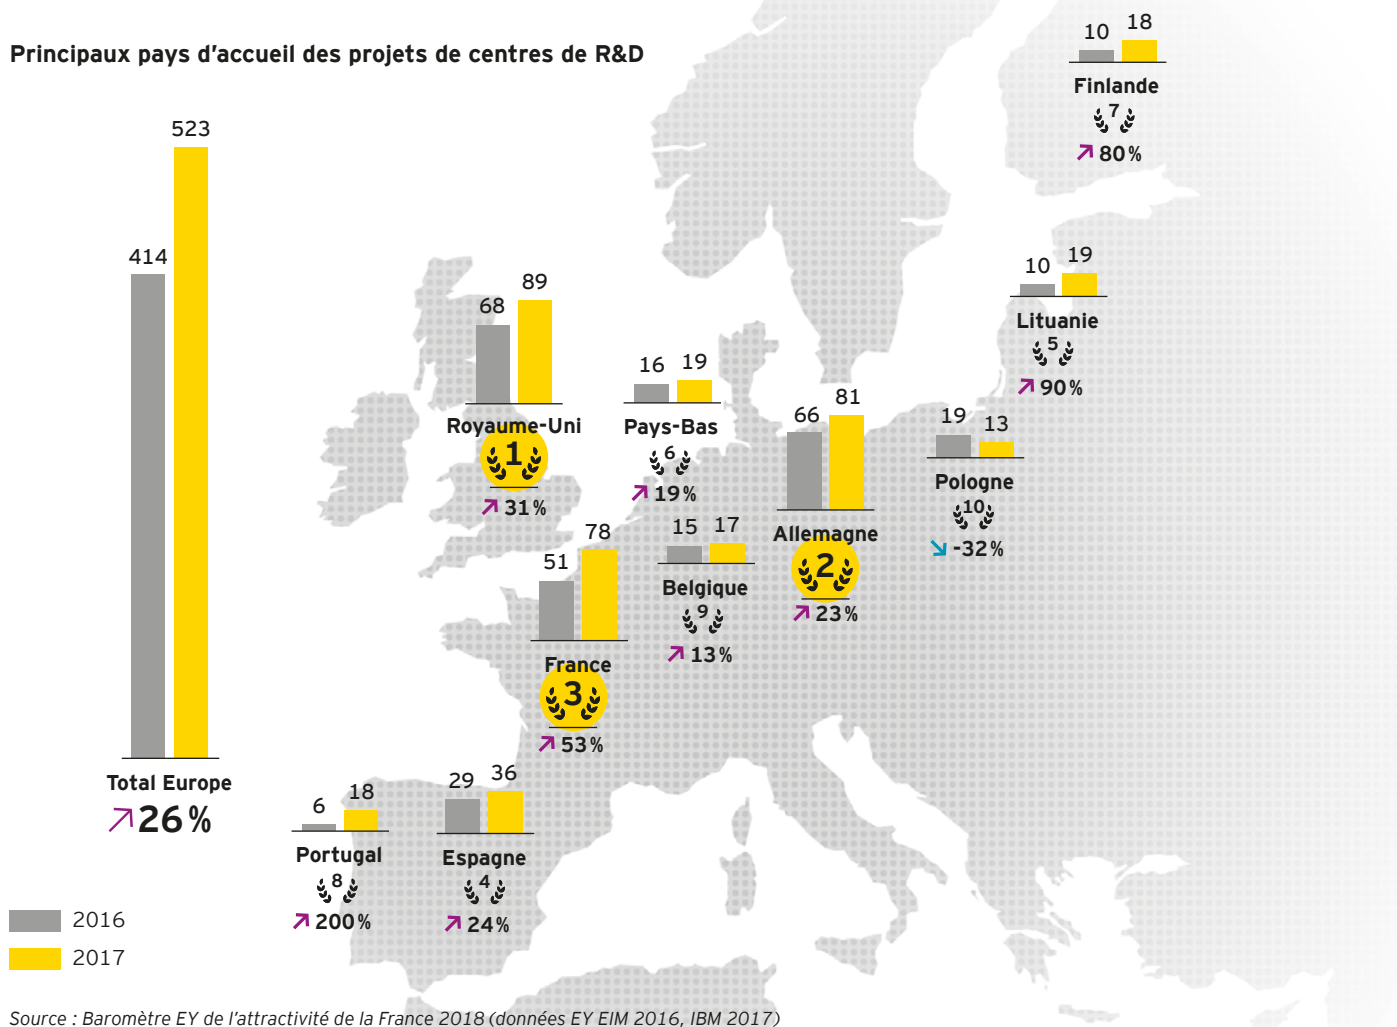 Principaux pays d'accueil des projets de centres de R&D
10 18
Finlande
7
80%
523
414
Total Europe
26%
10 19
Lituanie
5
90%
68 89
Royaume-Uni
1
31%
16 19
Pays-Bas
6
19%
66 81
Allemagne
2
23%
19 13
Pologne
10
-32%
15 17
Belgique
9
13%
51 78
France
3
53%
6 18
Portugal
8
200%
29 36
Espagne
4
24%
2016
2017
Source : Baromètre EY de l'attractivité de la France 2018 (données EY EIM 2016, IBM 2017)